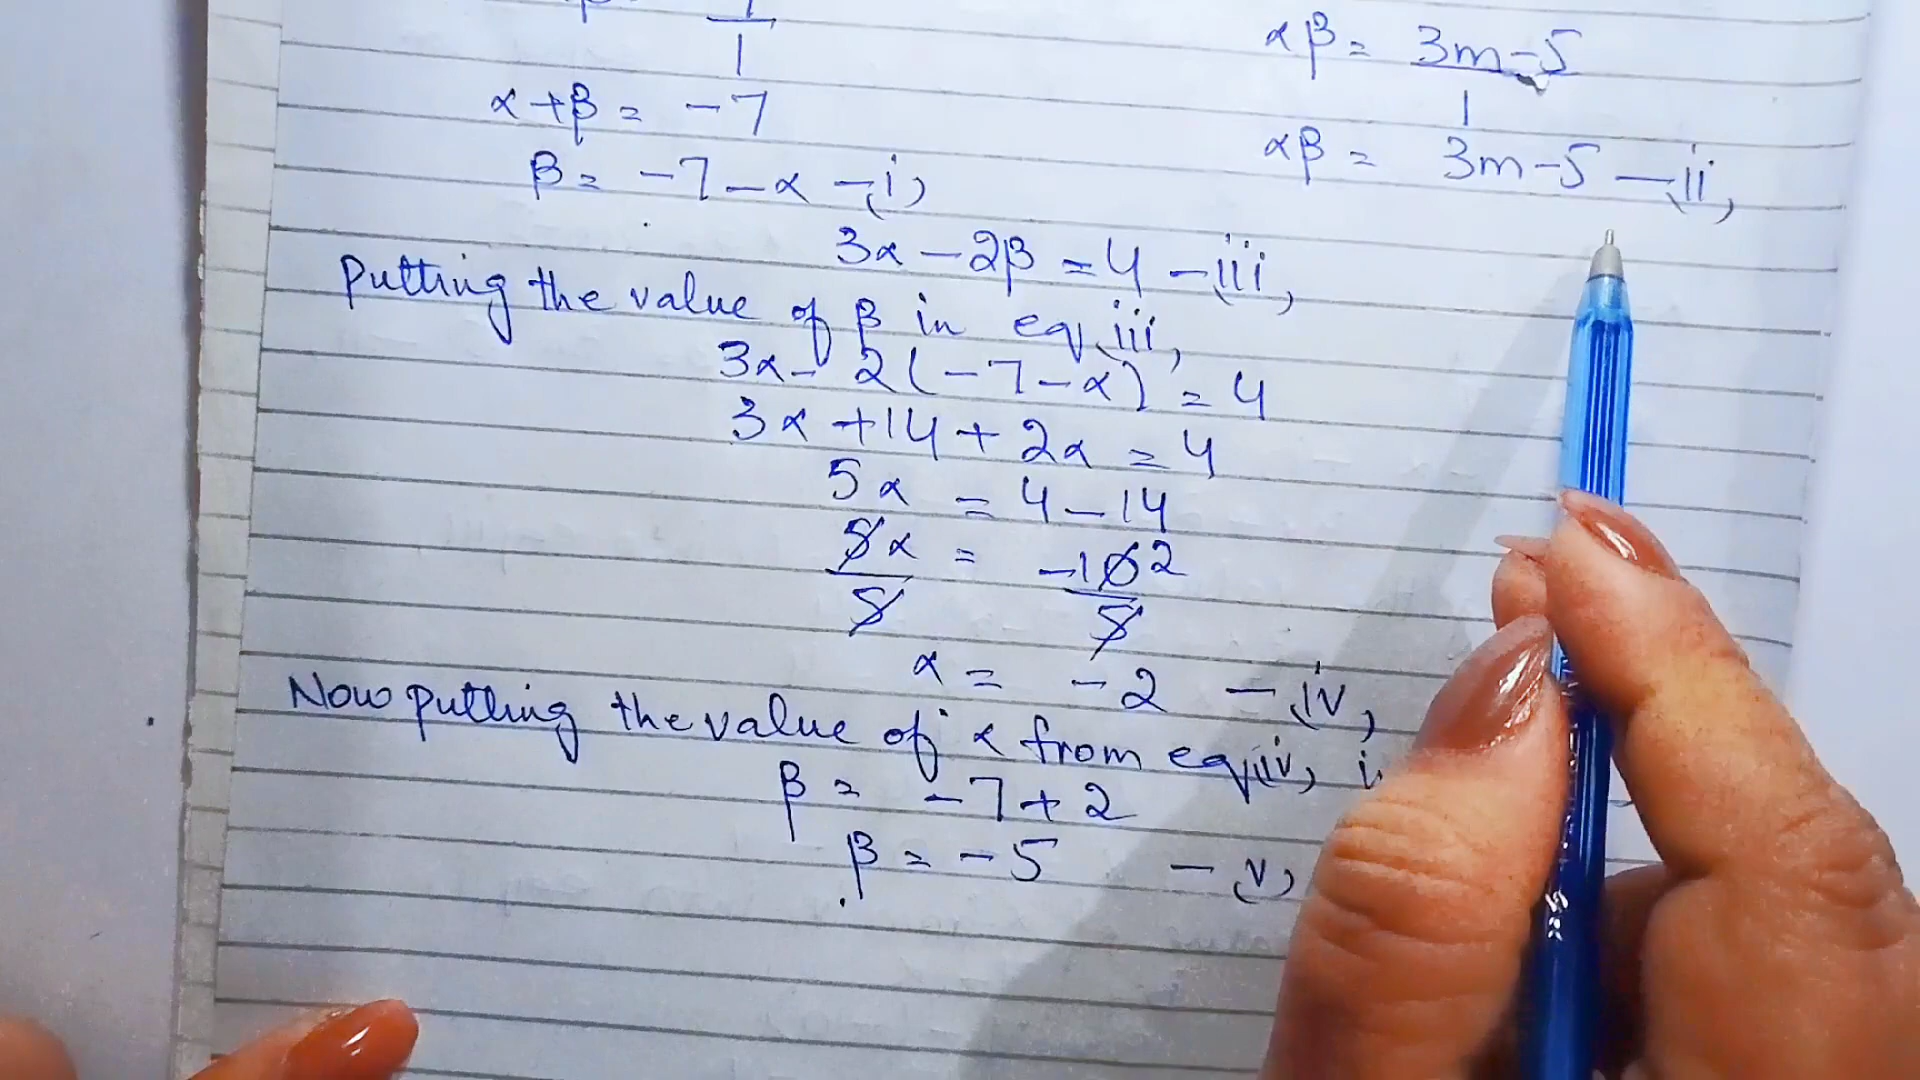 αβ = 3m-5
1
1
α+β = -7
αβ = 3m-5 -ii,
β = -7-α -i,
3α-2β = 4 -iii,
Putting the value of β in eq iii,
3α-2(-7-α) = 4
3α+14+2α = 4
5α = 4-14
5α = -10 2
5 5
α = -2 -iv,
Now putting the value of α from eq iv,
β = -7+2
β = -5 -v,